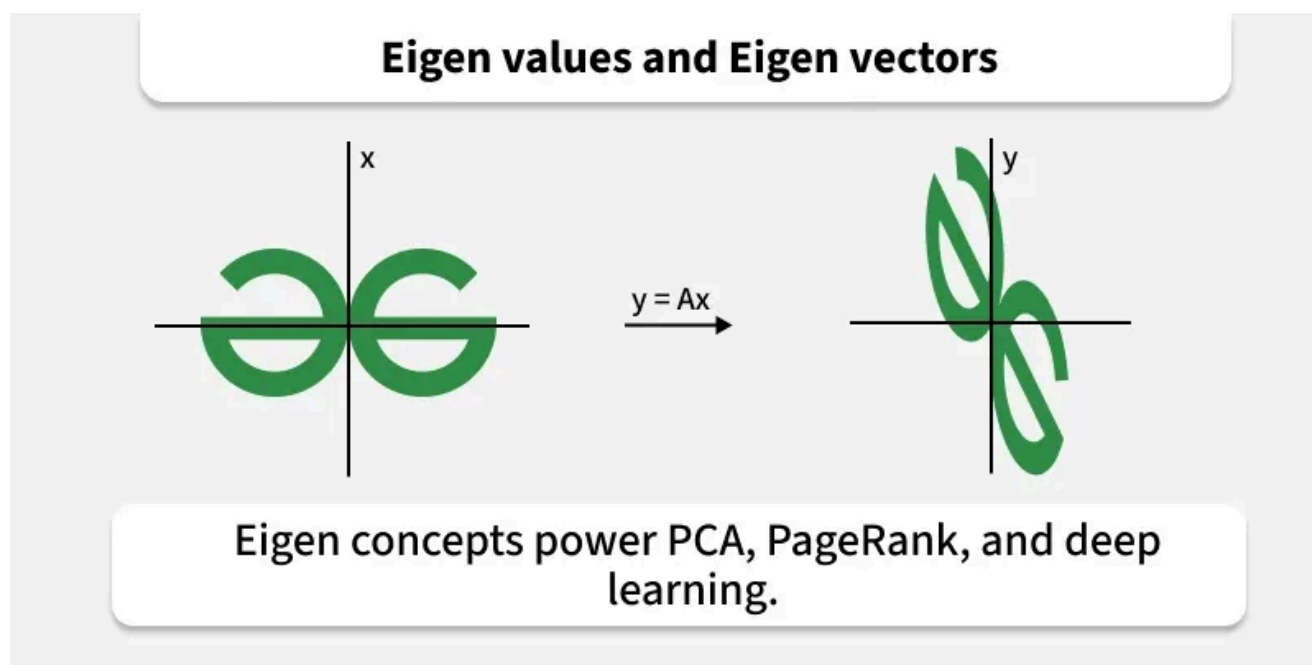 Eigen values and Eigen vectors
x
y
y = Ax
Eigen concepts power PCA, PageRank, and deep
learning.